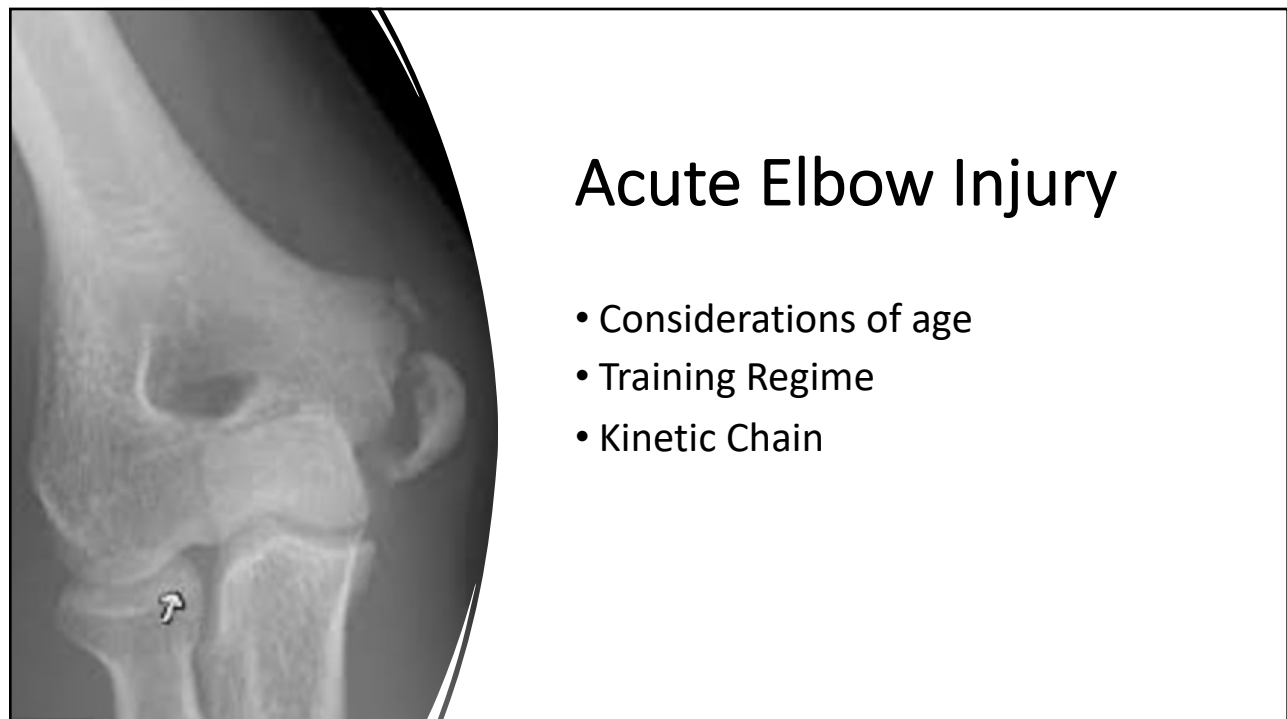 Acute Elbow Injury
• Considerations of age
• Training Regime
• Kinetic Chain